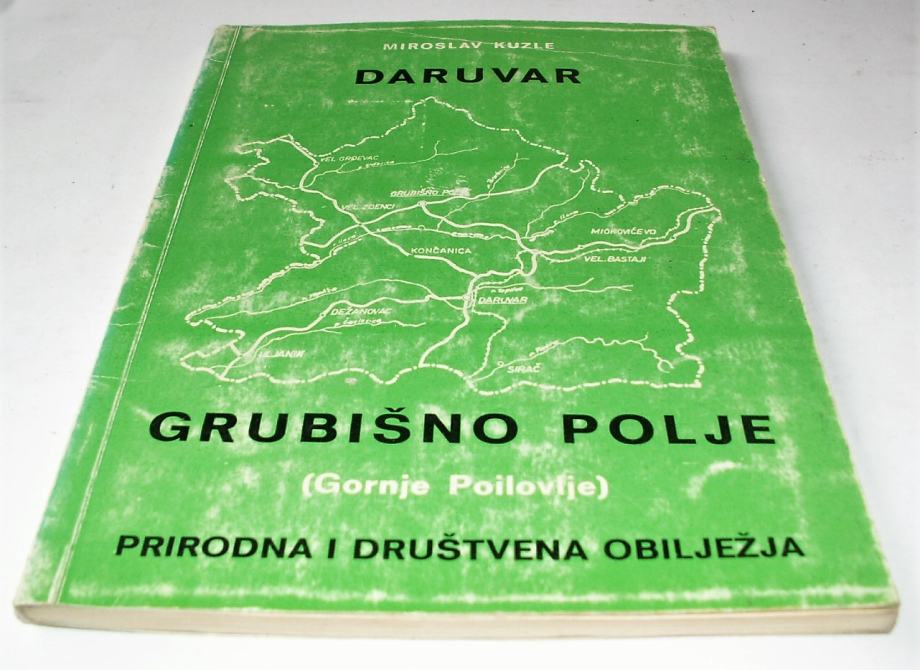 MIROSLAV KUZLE
DARUVAR
VEL. GRĐEVAC
GRUBIŠNO POLJE
VEL. ZDENCI
MIOKOVIĆEVO
KONČANICA
VEL. BASTAJI
DARUVAR
DEŽANOVAC
ULJANIK
SIRAČ
GRUBIŠNO POLJE
(Gornje Poilovlje)
PRIRODNA I DRUŠTVENA OBILJEŽJA